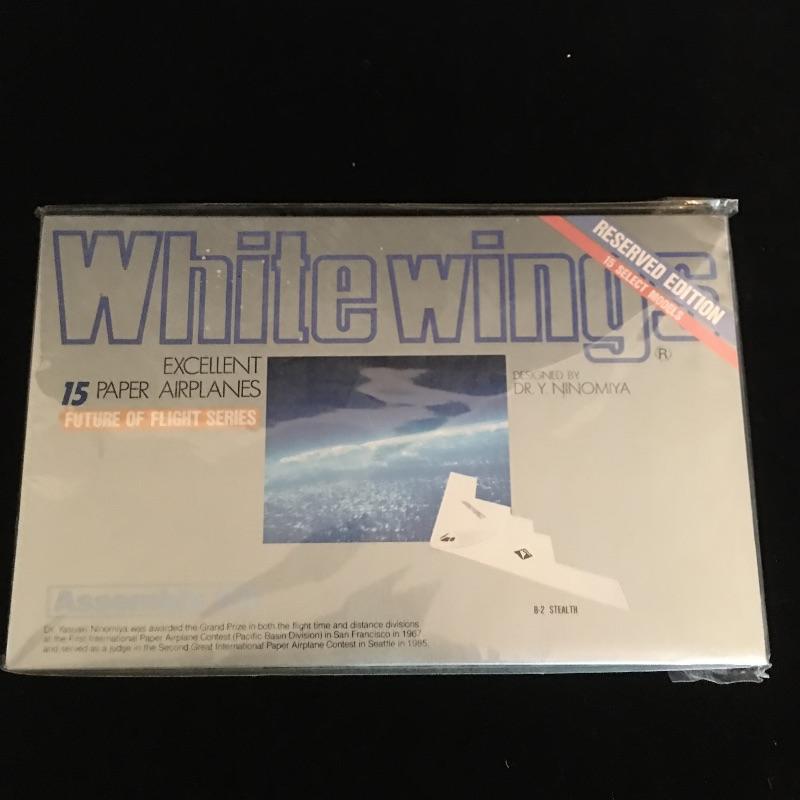 Whitewings
®
RESERVED EDITION
15 SELECT MODELS
EXCELLENT
15 PAPER AIRPLANES
FUTURE OF FLIGHT SERIES
DESIGNED BY
DR. Y. NINOMIYA
B-2 STEALTH
Assembly Kit
Dr. Yasuaki Ninomiya was awarded the Grand Prize in both the flight time and distance divisions
at the First International Paper Airplane Contest (Pacific Basin Division) in San Francisco in 1967
and served as a judge in the Second Great International Paper Airplane Contest in Seattle in 1985.